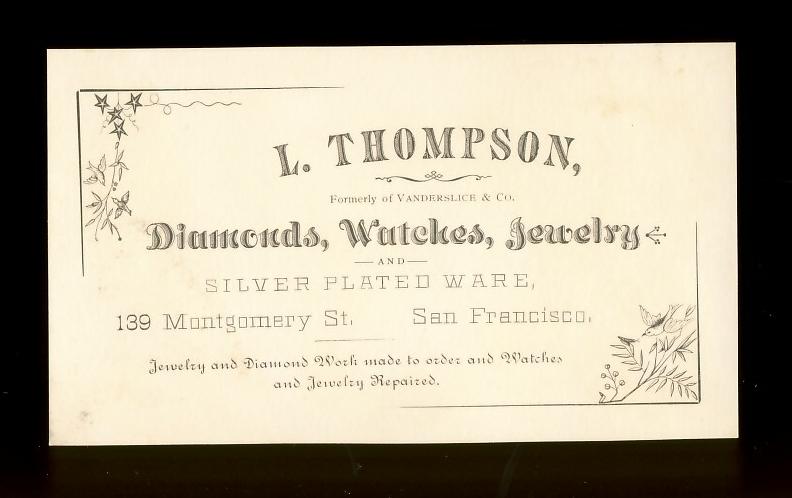 L. THOMPSON,
Formerly of VANDERSLICE & CO.
Diamonds, Watches, Jewelry
AND
SILVER PLATED WARE,
139 Montgomery St. San Francisco.
Jewelry and Diamond Work made to order and Watches
and Jewelry Repaired.